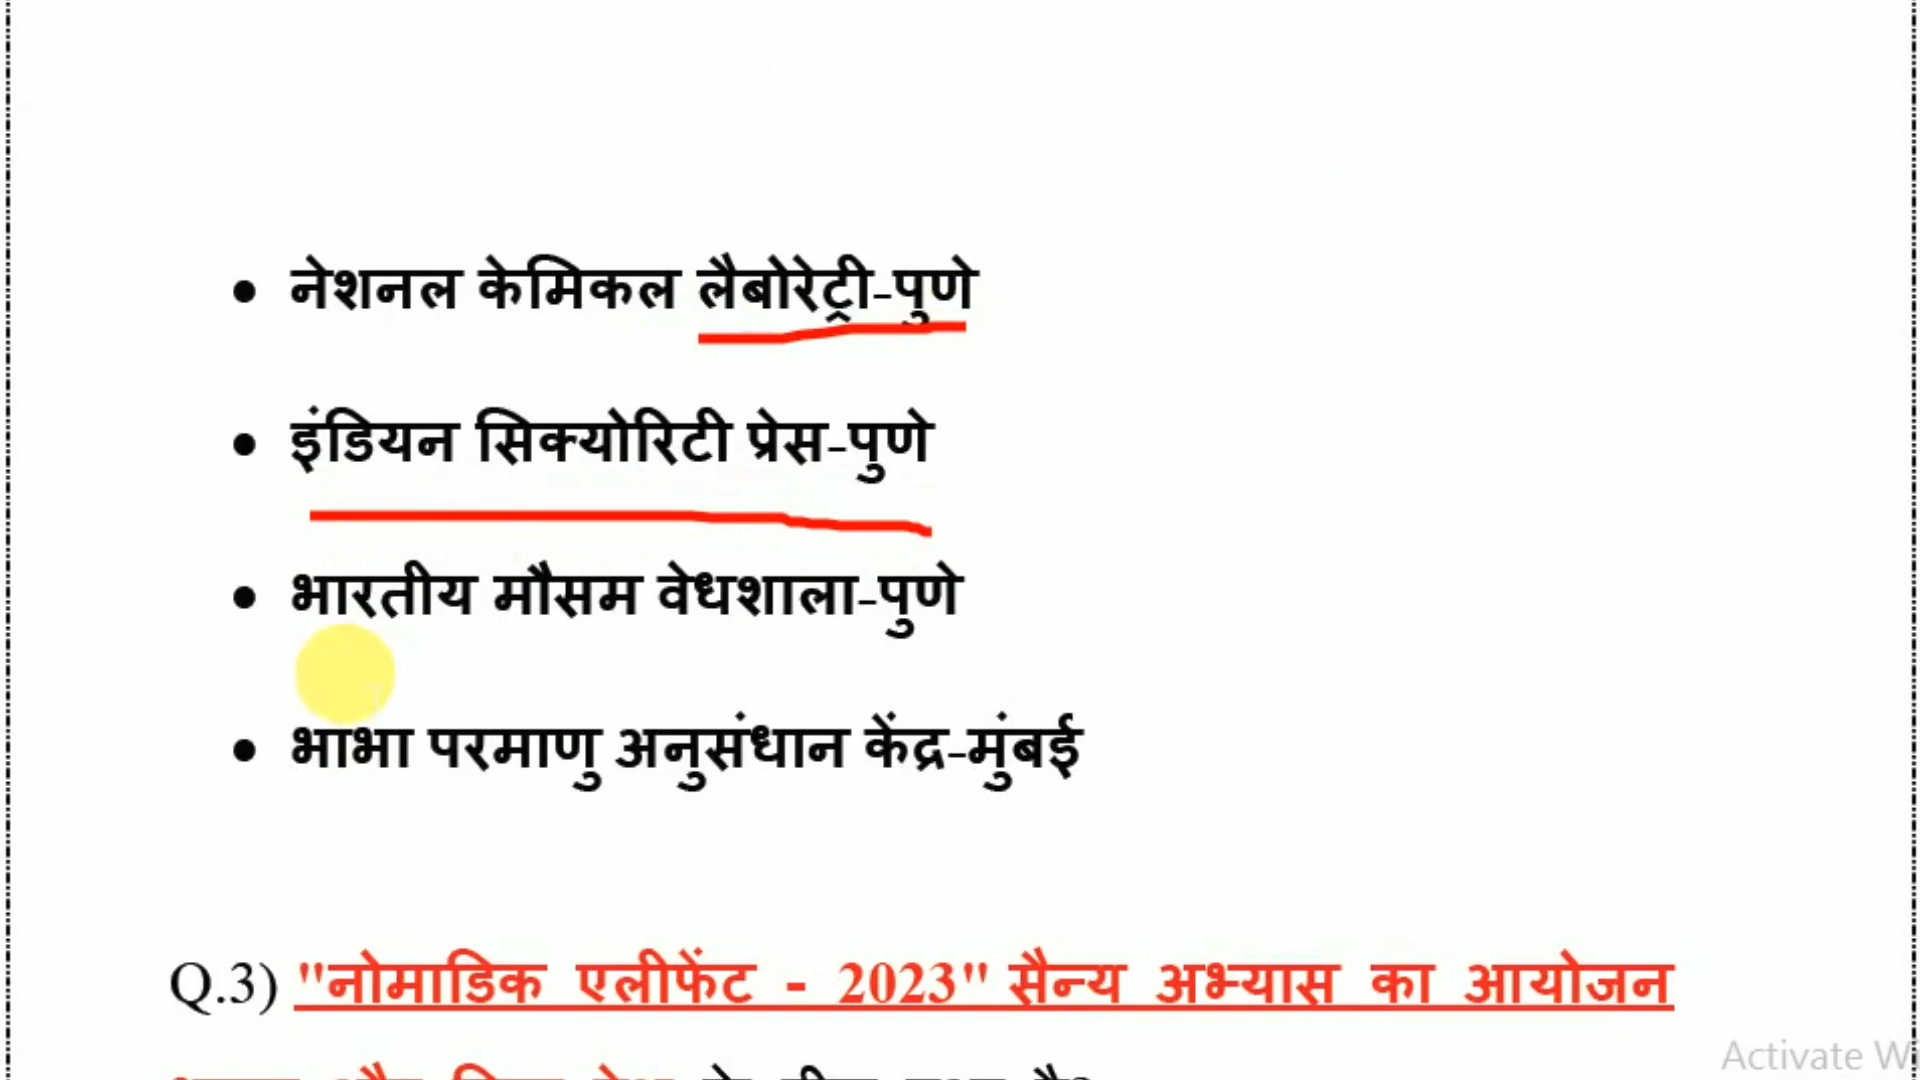 • नेशनल केमिकल लैबोरेट्री-पुणे
• इंडियन सिक्योरिटी प्रेस-पुणे
• भारतीय मौसम वेधशाला-पुणे
• भाभा परमाणु अनुसंधान केंद्र-मुंबई
Q.3) "नोमाडिक एलीफेंट - 2023" सैन्य अभ्यास का आयोजन
Activate